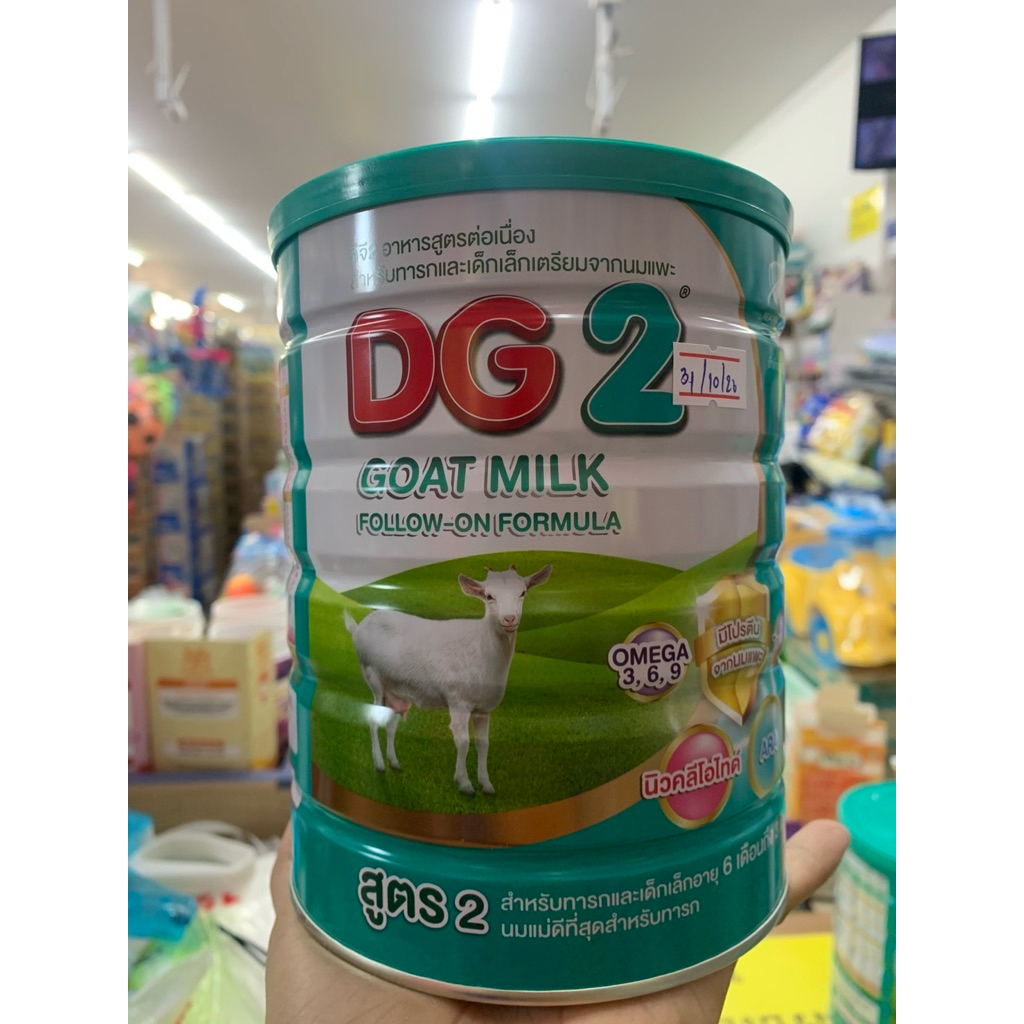 ดีจี2 อาหารสูตรต่อเนื่อง
สำหรับทารกและเด็กเล็กเตรียมจากนมแพะ
DG 2®
31/10/26
GOAT MILK
FOLLOW-ON FORMULA
OMEGA
3, 6, 9
มีโปรตีน
จากนมแพะ
นิวคลีโอไทด์
สูตร 2
สำหรับทารกและเด็กเล็กอายุ 6 เดือนถึง
นมแม่ดีที่สุดสำหรับทารก